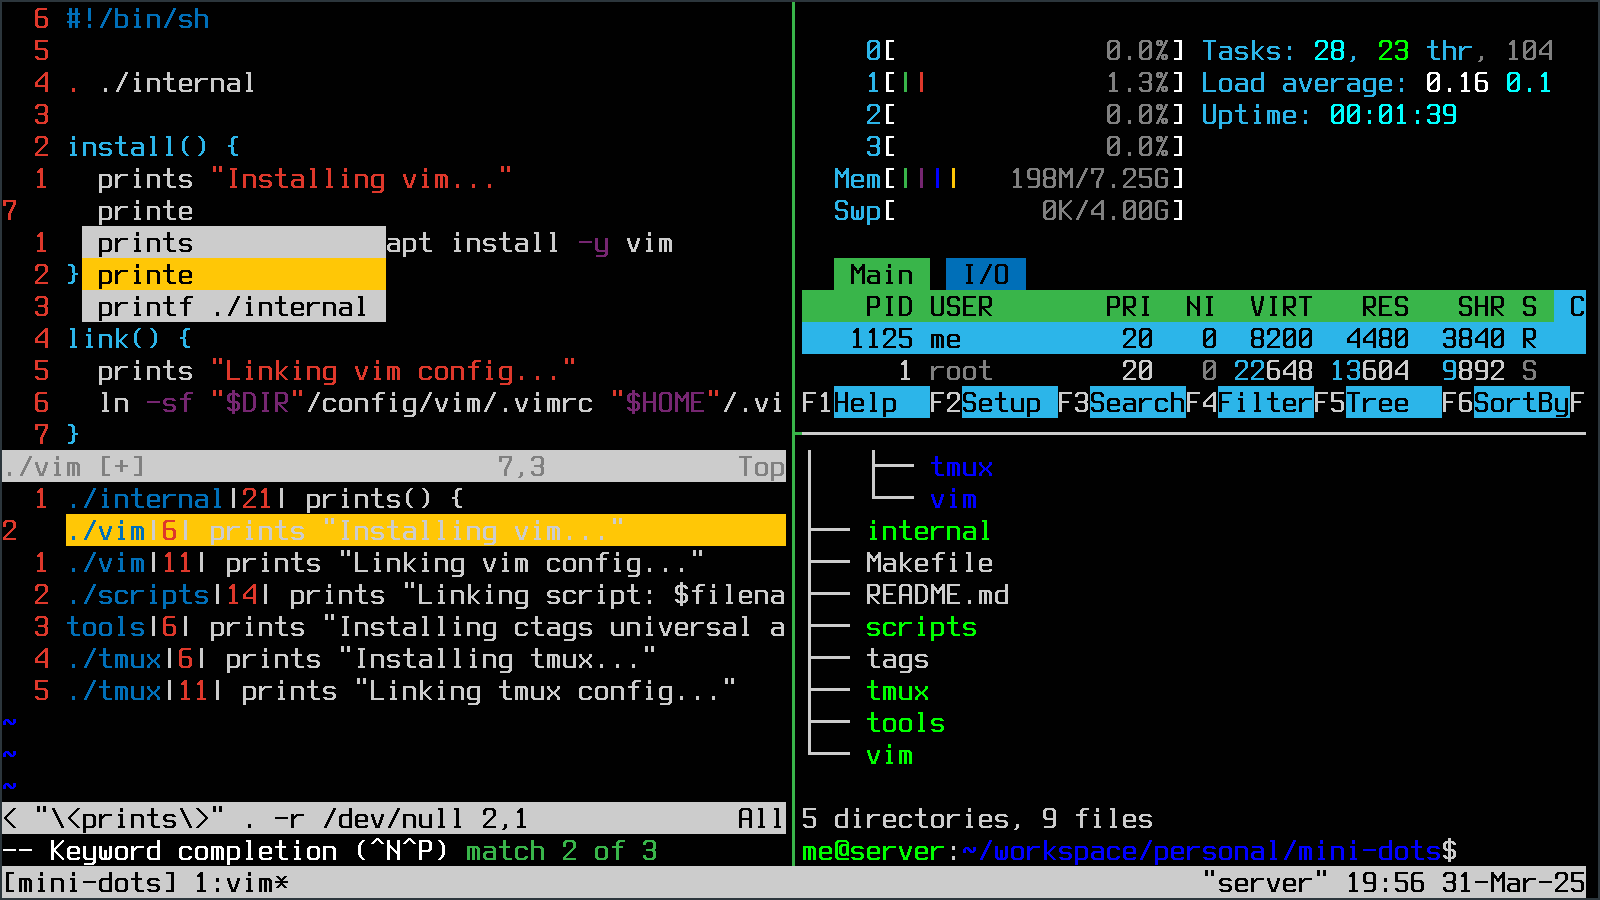 6 #!/bin/sh
5
4 . ./internal
3
2 install() {
1   prints "Installing vim..."
7     printe
1   prints            apt install -y vim
2 } printe
3   printf ./internal
4 link() {
5   prints "Linking vim config..."
6   ln -sf "$DIR"/config/vim/.vimrc "$HOME"/.vi
7 }
./vim [+]                      7,3            Top
1 ./internal|21| prints() {
2   ./vim|6| prints "Installing vim..."
1 ./vim|11| prints "Linking vim config..."
2 ./scripts|14| prints "Linking script: $filena
3 tools|6| prints "Installing ctags universal a
4 ./tmux|6| prints "Installing tmux..."
5 ./tmux|11| prints "Linking tmux config..."
~
~
~
< "\<prints\>" . -r /dev/null 2,1             All
-- Keyword completion (^N^P) match 2 of 3
0[             0.0%] Tasks: 28, 23 thr, 104
1[||           1.3%] Load average: 0.16 0.1
2[             0.0%] Uptime: 00:01:39
3[             0.0%]
Mem[||||   198M/7.25G]
Swp[         0K/4.00G]
Main I/O
PID USER       PRI  NI  VIRT   RES   SHR S  C
1125 me          20   0  8200  4480  3840 R
1 root        20   0 22648 13604  9892 S
F1Help  F2Setup F3SearchF4FilterF5Tree  F6SortByF
│   ├── tmux
│   └── vim
├── internal
├── Makefile
├── README.md
├── scripts
├── tags
├── tmux
├── tools
└── vim
5 directories, 9 files
me@server:~/workspace/personal/mini-dots$
[mini-dots] 1:vim*                    "server" 19:56 31-Mar-25